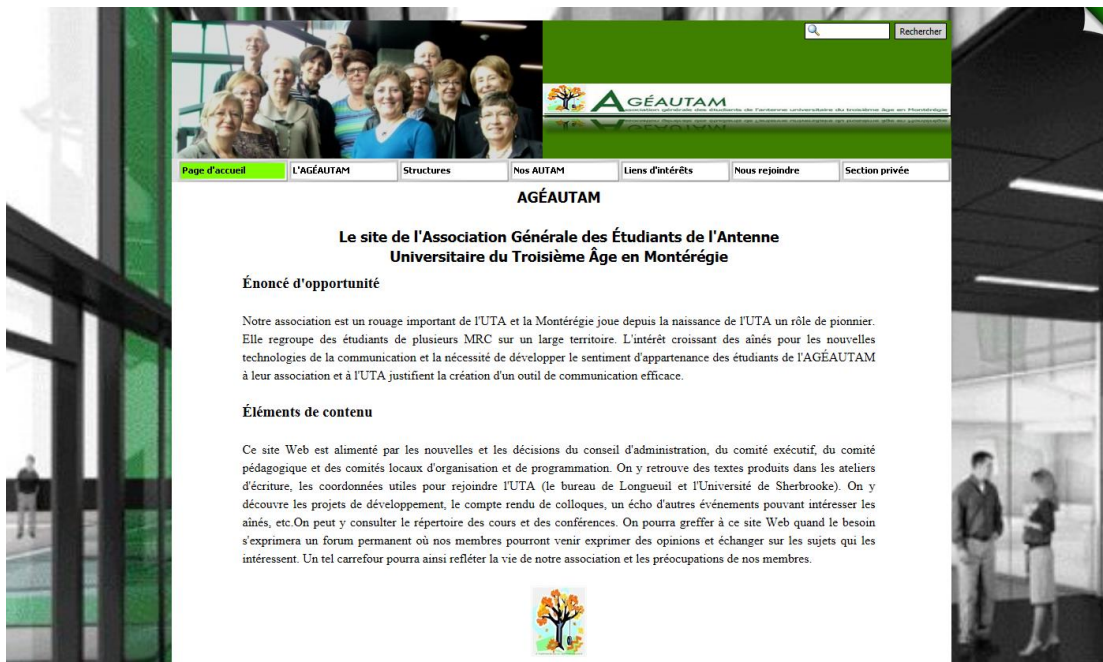 Rechercher
AGÉAUTAM
Association générale des étudiants de l'antenne universitaire du troisième âge en Montérégie
Page d'accueil
L'AGÉAUTAM
Structures
Nos AUTAM
Liens d'intérêts
Nous rejoindre
Section privée
AGÉAUTAM
Le site de l'Association Générale des Étudiants de l'Antenne
Universitaire du Troisième Âge en Montérégie
Énoncé d'opportunité
Notre association est un rouage important de l'UTA et la Montérégie joue depuis la naissance de l'UTA un rôle de pionnier.
Elle regroupe des étudiants de plusieurs MRC sur un large territoire. L'intérêt croissant des aînés pour les nouvelles
technologies de la communication et la nécessité de développer le sentiment d'appartenance des étudiants de l'AGÉAUTAM
à leur association et à l'UTA justifient la création d'un outil de communication efficace.
Éléments de contenu
Ce site Web est alimenté par les nouvelles et les décisions du conseil d'administration, du comité exécutif, du comité
pédagogique et des comités locaux d'organisation et de programmation. On y retrouve des textes produits dans les ateliers
d'écriture, les coordonnées utiles pour rejoindre l'UTA (le bureau de Longueuil et l'Université de Sherbrooke). On y
découvre les projets de développement, le compte rendu de colloques, un écho d'autres événements pouvant intéresser les
aînés, etc.On peut y consulter le répertoire des cours et des conférences. On pourra greffer à ce site Web quand le besoin
s'exprimera un forum permanent où nos membres pourront venir exprimer des opinions et échanger sur les sujets qui les
intéressent. Un tel carrefour pourra ainsi refléter la vie de notre association et les préocupations de nos membres.